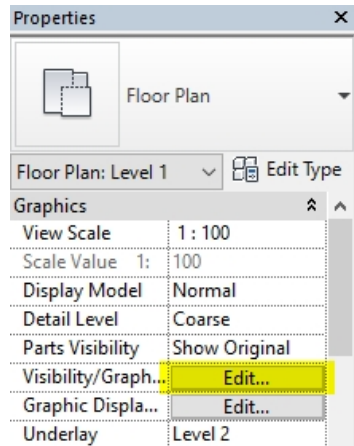 Properties
Floor Plan
Floor Plan: Level 1
Edit Type
Graphics
View Scale 1 : 100
Scale Value 1: 100
Display Model Normal
Detail Level Coarse
Parts Visibility Show Original
Visibility/Graph... Edit...
Graphic Displa... Edit...
Underlay Level 2